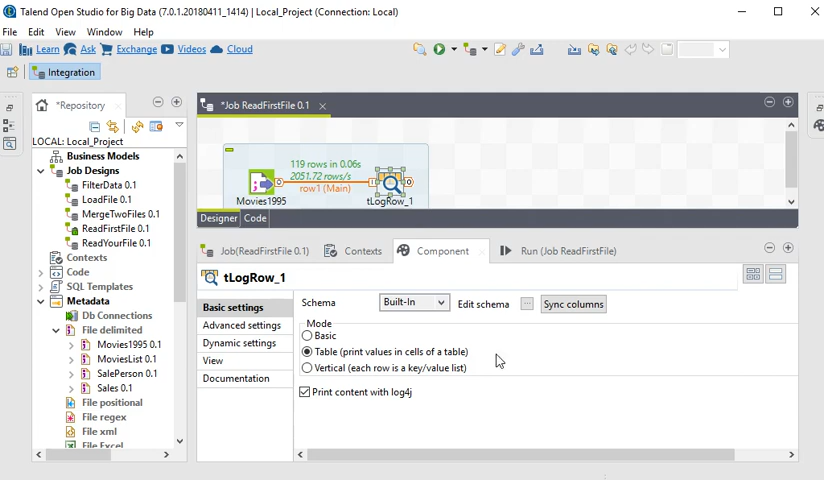 Talend Open Studio for Big Data (7.0.1.20180411_1414) | Local_Project (Connection: Local)
File Edit View Window Help
Learn Ask Exchange Videos Cloud
Integration
*Repository
LOCAL: Local_Project
Business Models
Job Designs
FilterData 0.1
LoadFile 0.1
MergeTwoFiles 0.1
ReadFirstFile 0.1
ReadYourFile 0.1
Contexts
Code
SQL Templates
Metadata
Db Connections
File delimited
Movies1995 0.1
MoviesList 0.1
SalePerson 0.1
Sales 0.1
File positional
File regex
File xml
File Excel
*Job ReadFirstFile 0.1
119 rows in 0.06s
2051.72 rows/s
row1 (Main)
Movies1995 tLogRow_1
Designer Code
Job(ReadFirstFile 0.1) Contexts Component Run (Job ReadFirstFile)
tLogRow_1
Basic settings
Advanced settings
Dynamic settings
View
Documentation
Schema Built-In Edit schema ... Sync columns
Mode
Basic
Table (print values in cells of a table)
Vertical (each row is a key/value list)
Print content with log4j